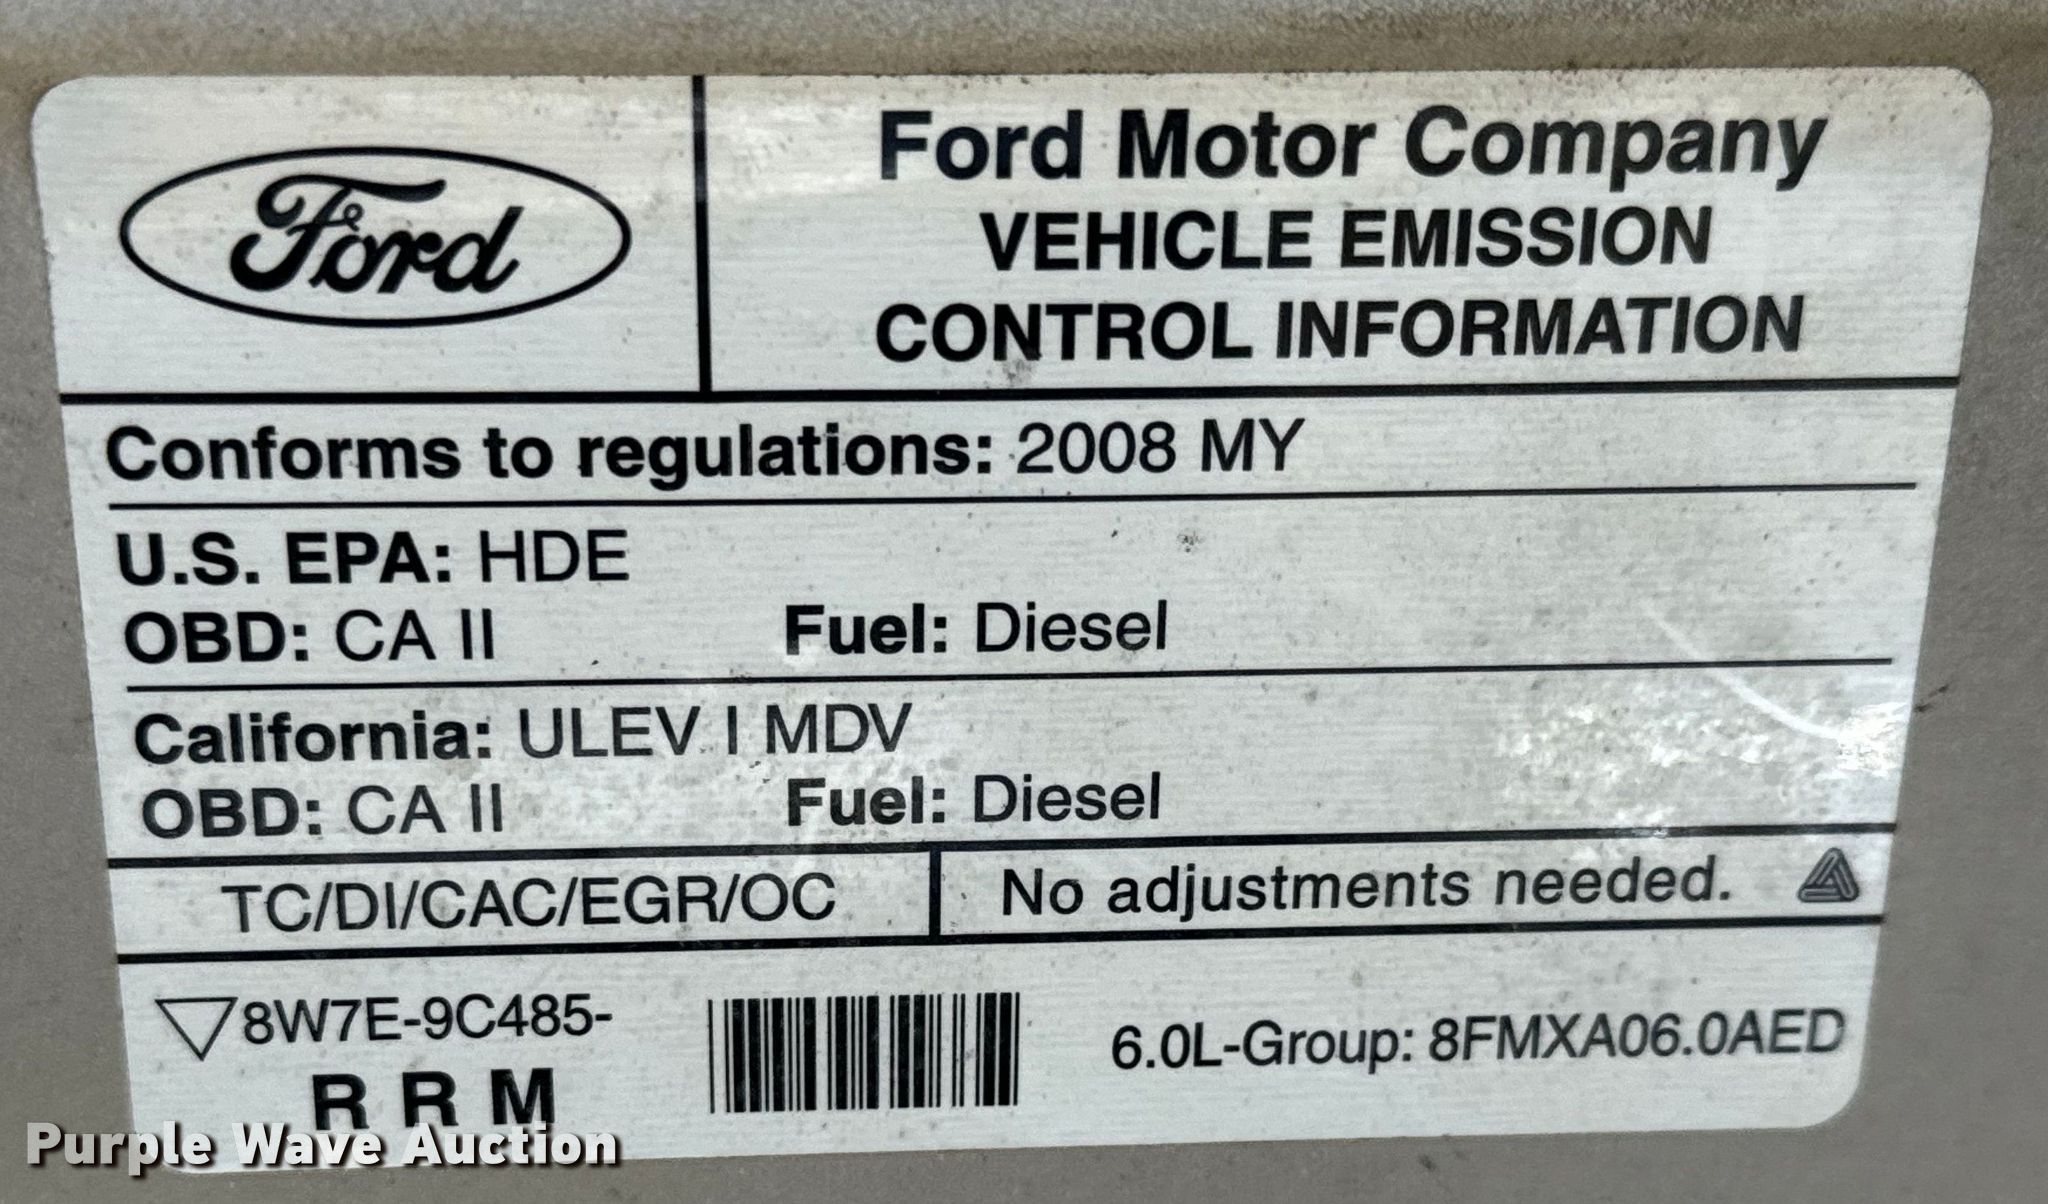 Ford
Ford Motor Company
VEHICLE EMISSION
CONTROL INFORMATION
Conforms to regulations: 2008 MY
U.S. EPA: HDE
OBD: CA II Fuel: Diesel
California: ULEV I MDV
OBD: CA II Fuel: Diesel
TC/DI/CAC/EGR/OC No adjustments needed.
8W7E-9C485-
R R M
6.0L-Group: 8FMXA06.0AED
Purple Wave Auction